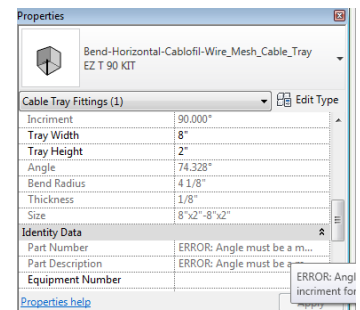 Properties
Bend-Horizontal-Cablofil-Wire_Mesh_Cable_Tray
EZ T 90 KIT
Cable Tray Fittings (1)
Edit Type
Incriment 90.000°
Tray Width 8"
Tray Height 2"
Angle 74.328°
Bend Radius 4 1/8"
Thickness 1/8"
Size 8"x2"-8"x2"
Identity Data
Part Number ERROR: Angle must be a m...
Part Description ERROR: Angle must be a
Equipment Number
ERROR: Angl
incriment for
Properties help
Apply